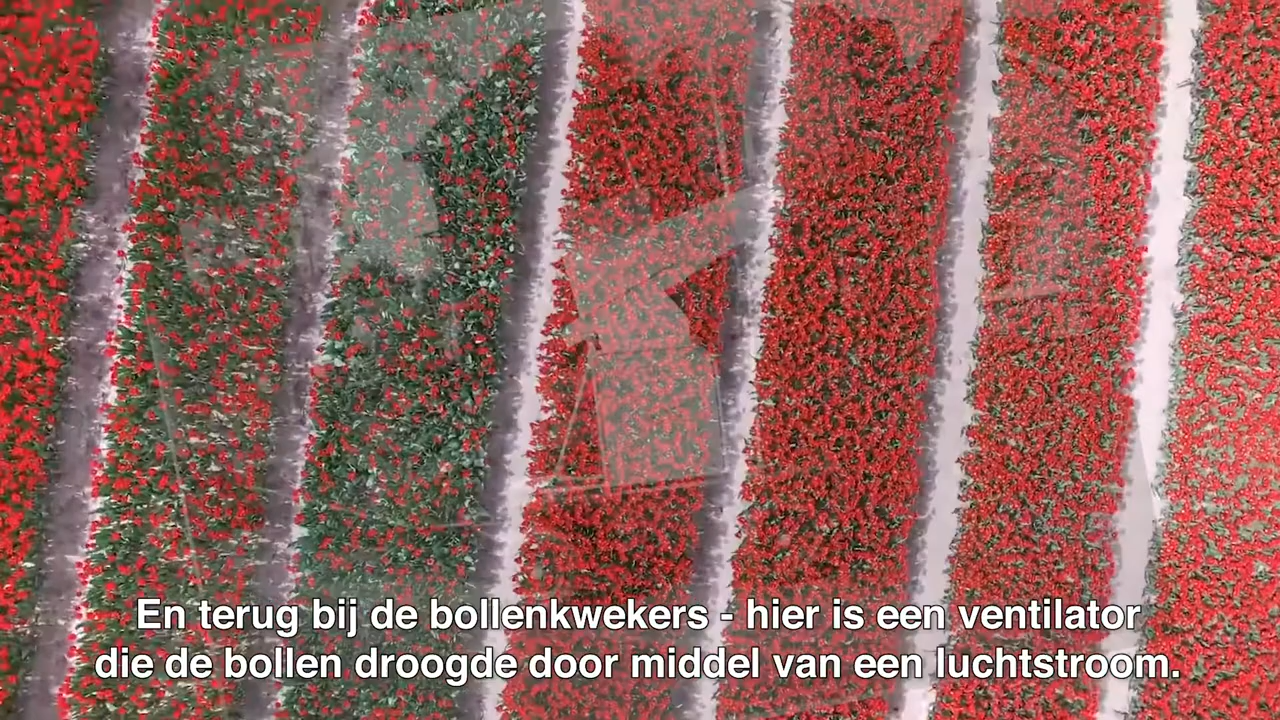 En terug bij de bollenkwekers - hier is een ventilator
die de bollen droogde door middel van een luchtstroom.